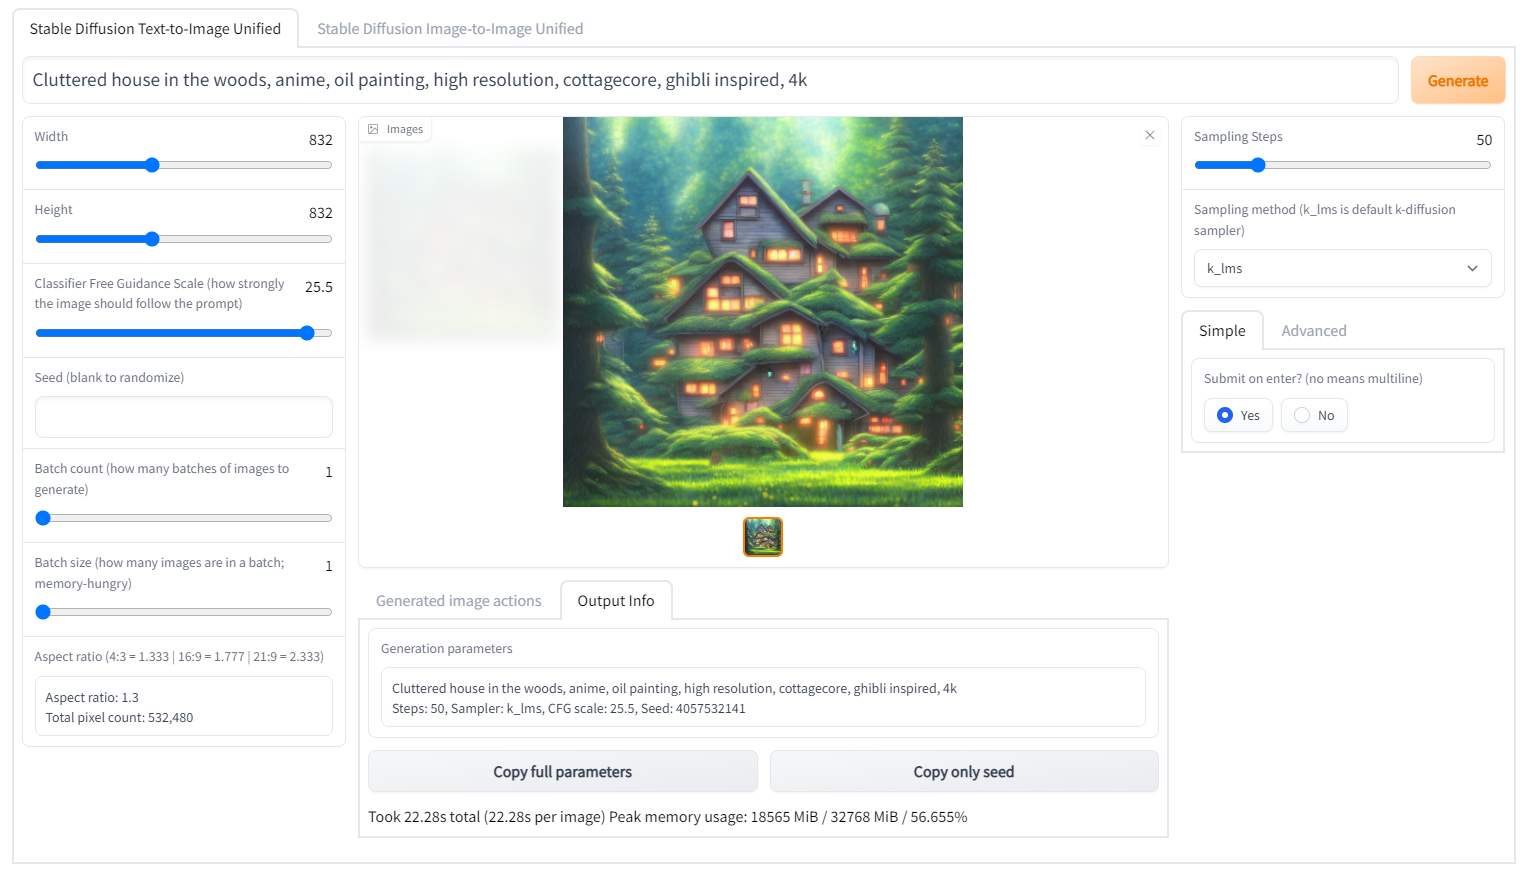 Stable Diffusion Text-to-Image Unified
Stable Diffusion Image-to-Image Unified
Cluttered house in the woods, anime, oil painting, high resolution, cottagecore, ghibli inspired, 4k
Generate
Width
832
Height
832
Classifier Free Guidance Scale (how strongly
the image should follow the prompt)
25.5
Seed (blank to randomize)
Batch count (how many batches of images to
generate)
1
Batch size (how many images are in a batch;
memory-hungry)
1
Aspect ratio (4:3 = 1.333 | 16:9 = 1.777 | 21:9 = 2.333)
Aspect ratio: 1.3
Total pixel count: 532,480
Images
Generated image actions
Output Info
Generation parameters
Cluttered house in the woods, anime, oil painting, high resolution, cottagecore, ghibli inspired, 4k
Steps: 50, Sampler: k_lms, CFG scale: 25.5, Seed: 4057532141
Copy full parameters
Copy only seed
Took 22.28s total (22.28s per image) Peak memory usage: 18565 MiB / 32768 MiB / 56.655%
Sampling Steps
50
Sampling method (k_lms is default k-diffusion
sampler)
k_lms
Simple
Advanced
Submit on enter? (no means multiline)
Yes
No